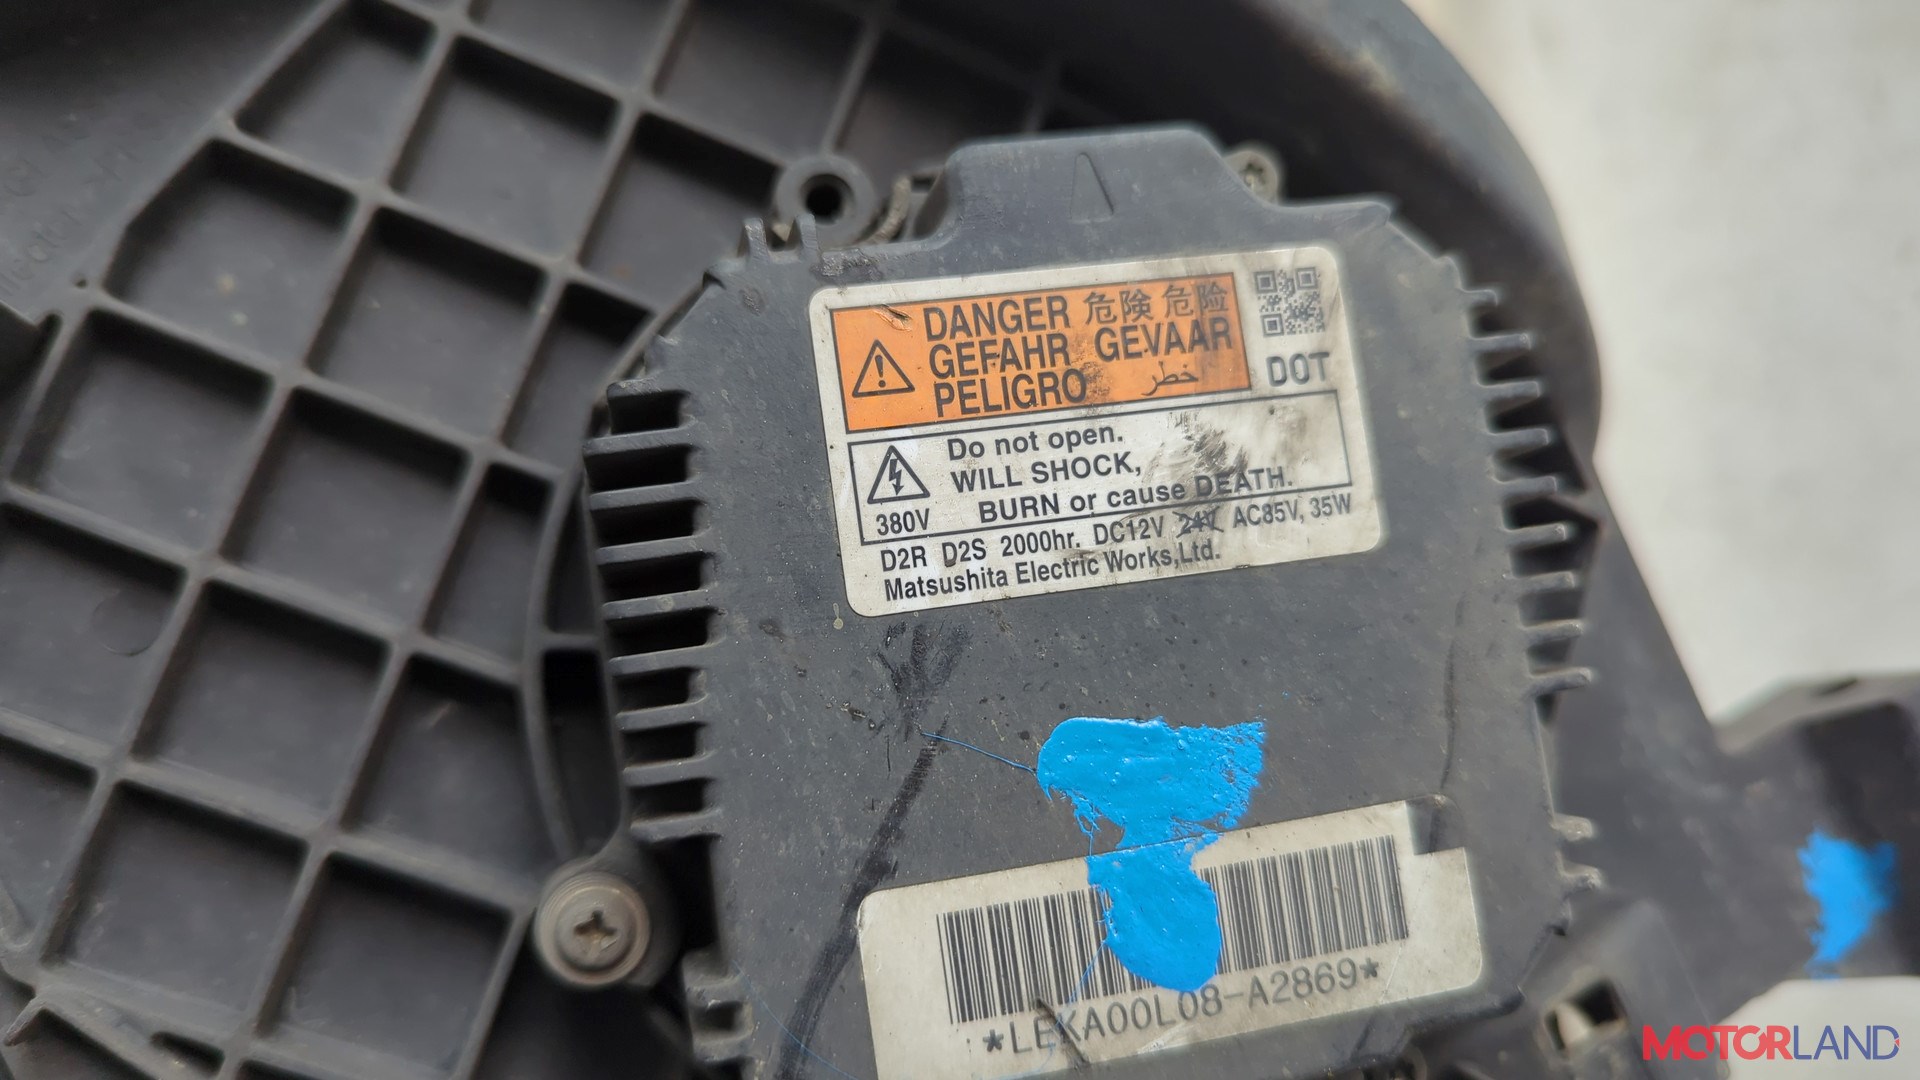 DANGER 危険 危险
GEFAHR GEVAAR
PELIGRO خطر
DOT
Do not open.
WILL SHOCK,
BURN or cause DEATH.
380V
D2R D2S 2000hr. DC12V 24V AC85V, 35W
Matsushita Electric Works,Ltd.
*LEKA00L08-A2869*
MOTORLAND